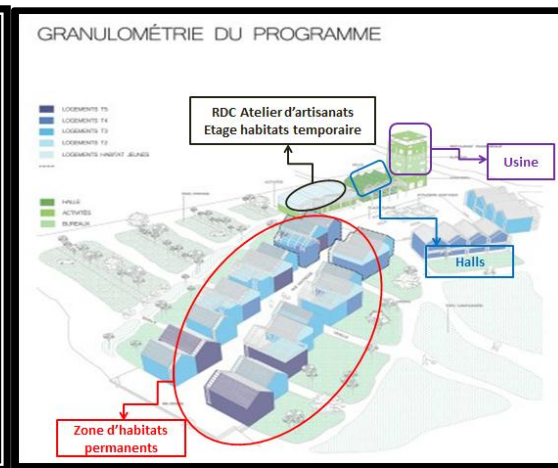 GRANULOMÉTRIE DU PROGRAMME
LOGEMENTS T5
LOGEMENTS T4
LOGEMENTS T3
LOGEMENTS T2
LOGEMENTS HABITAT JEUNES
HALLE
ACTIVITÉS
BUREAUX
RDC Atelier d'artisanats
Etage habitats temporaire
Usine
Halls
Zone d'habitats
permanents